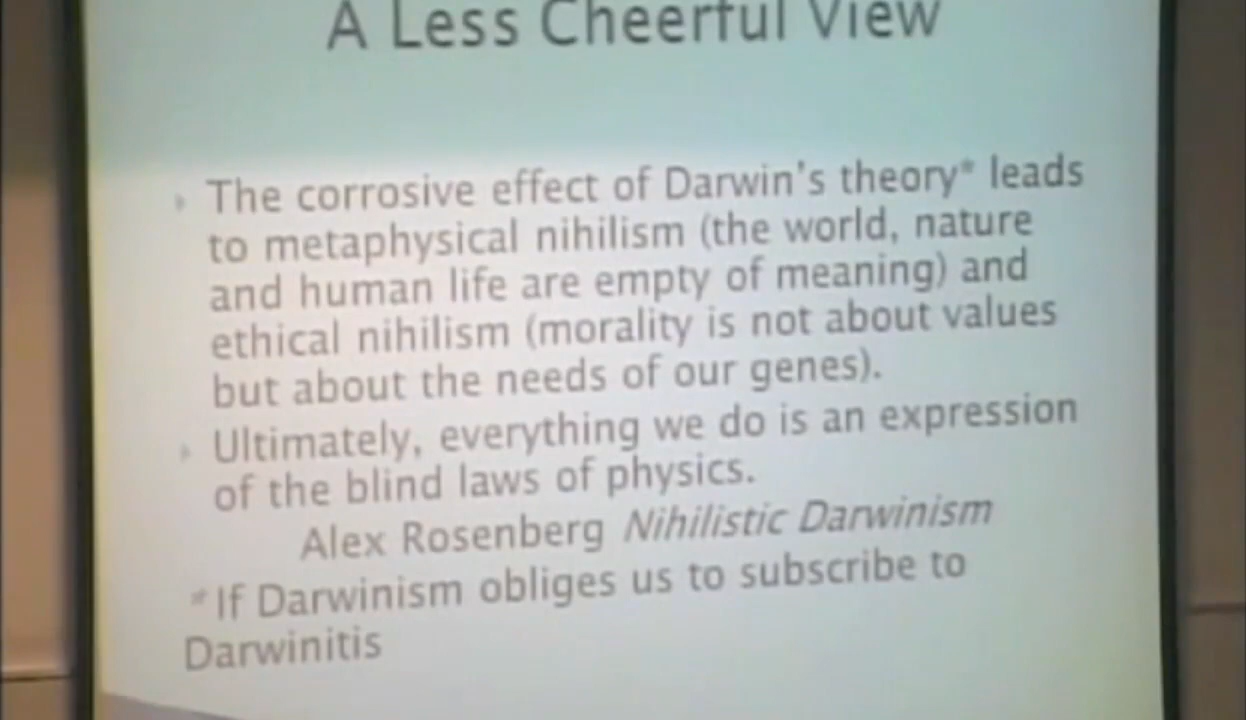 A Less Cheerful View
The corrosive effect of Darwin's theory* leads
to metaphysical nihilism (the world, nature
and human life are empty of meaning) and
ethical nihilism (morality is not about values
but about the needs of our genes).
Ultimately, everything we do is an expression
of the blind laws of physics.
Alex Rosenberg Nihilistic Darwinism
*If Darwinism obliges us to subscribe to
Darwinitis